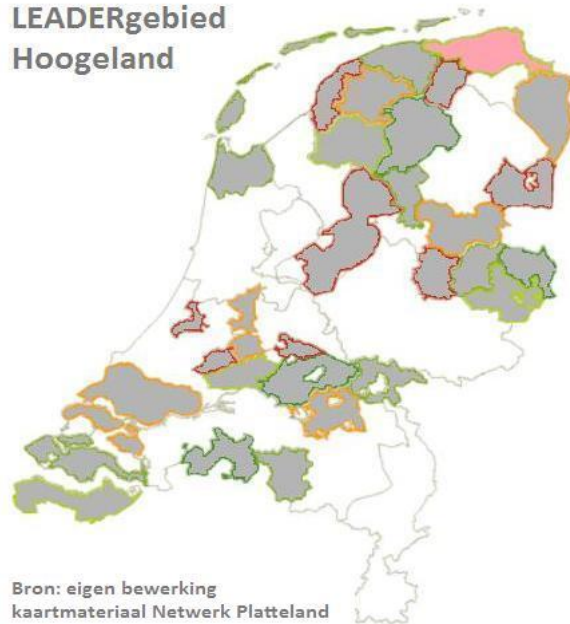 LEADERgebied
Hoogeland
Bron: eigen bewerking
kaartmateriaal Netwerk Platteland